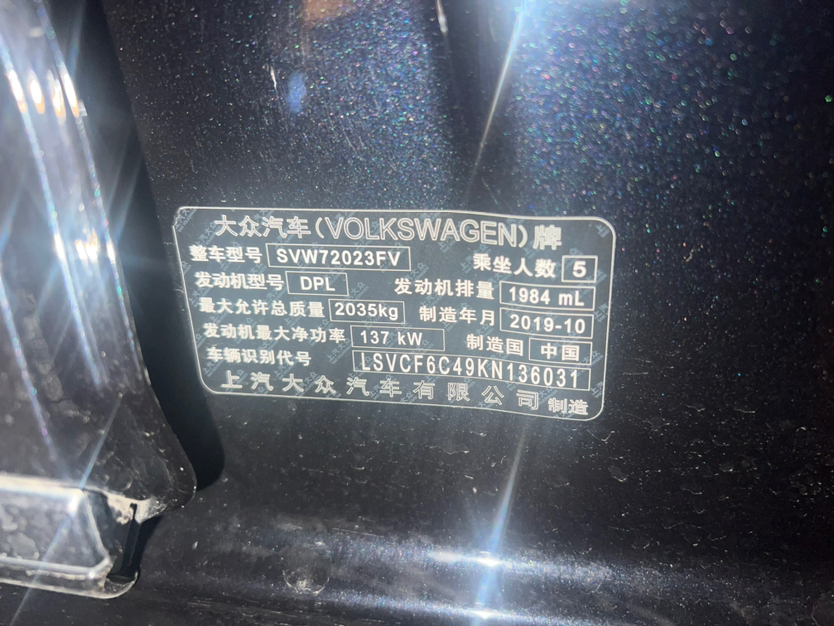 大众汽车(VOLKSWAGEN)牌
整车型号 SVW72023FV 乘坐人数 5
发动机型号 DPL 发动机排量 1984 mL
最大允许总质量 2035kg 制造年月 2019-10
发动机最大净功率 137 kW 制造国 中国
车辆识别代号 LSVCF6C49KN136031
上汽大众汽车有限公司 制造